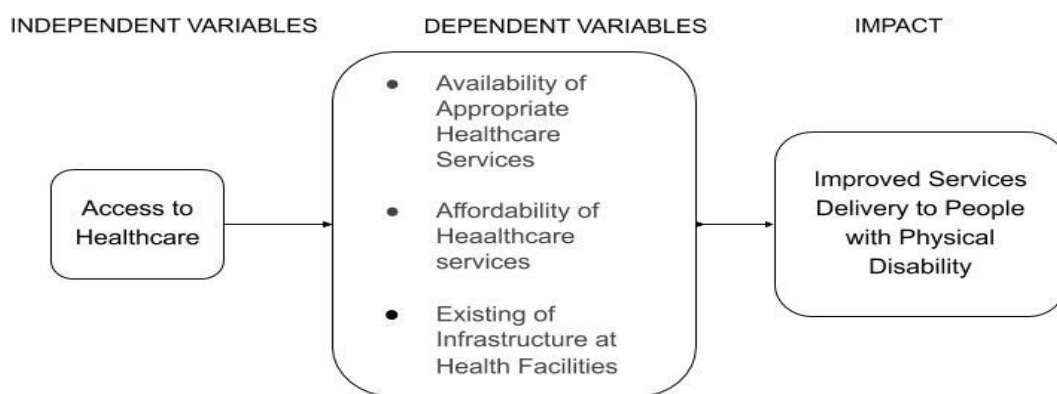 INDEPENDENT VARIABLES
DEPENDENT VARIABLES
IMPACT
Access to
Healthcare
● Availability of
Appropriate
Healthcare
Services
● Affordability of
Heaalthcare
services
● Existing of
Infrastructure at
Health Facilities
Improved Services
Delivery to People
with Physical
Disability